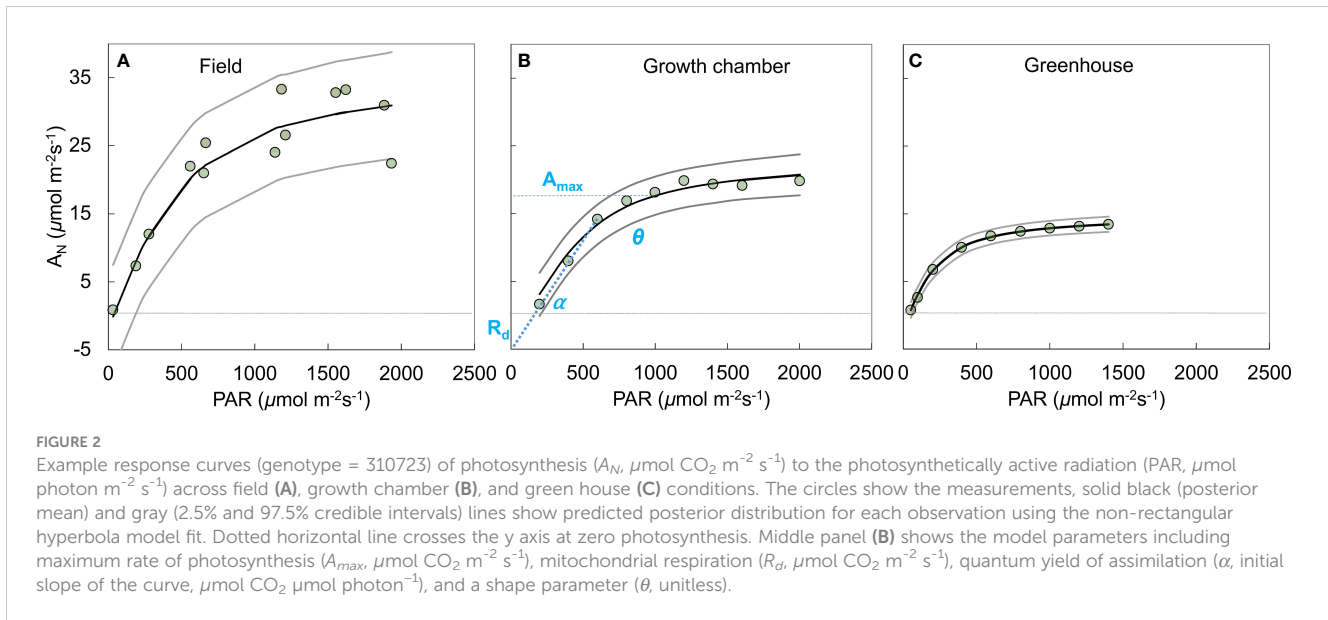 A
Field
B
Growth chamber
C
Greenhouse
35
25
15
5
-5
A_N (μmol m⁻²s⁻¹)
A_max
θ
α
R_d
0 500 1000 1500 2000 2500
0 500 1000 1500 2000 2500
0 500 1000 1500 2000 2500
PAR (μmol m⁻²s⁻¹)
PAR (μmol m⁻²s⁻¹)
PAR (μmol m⁻²s⁻¹)
FIGURE 2
Example response curves (genotype = 310723) of photosynthesis (A_N, μmol CO₂ m⁻² s⁻¹) to the photosynthetically active radiation (PAR, μmol
photon m⁻² s⁻¹) across field (A), growth chamber (B), and green house (C) conditions. The circles show the measurements, solid black (posterior
mean) and gray (2.5% and 97.5% credible intervals) lines show predicted posterior distribution for each observation using the non-rectangular
hyperbola model fit. Dotted horizontal line crosses the y axis at zero photosynthesis. Middle panel (B) shows the model parameters including
maximum rate of photosynthesis (A_max, μmol CO₂ m⁻² s⁻¹), mitochondrial respiration (R_d, μmol CO₂ m⁻² s⁻¹), quantum yield of assimilation (α, initial
slope of the curve, μmol CO₂ μmol photon⁻¹), and a shape parameter (θ, unitless).